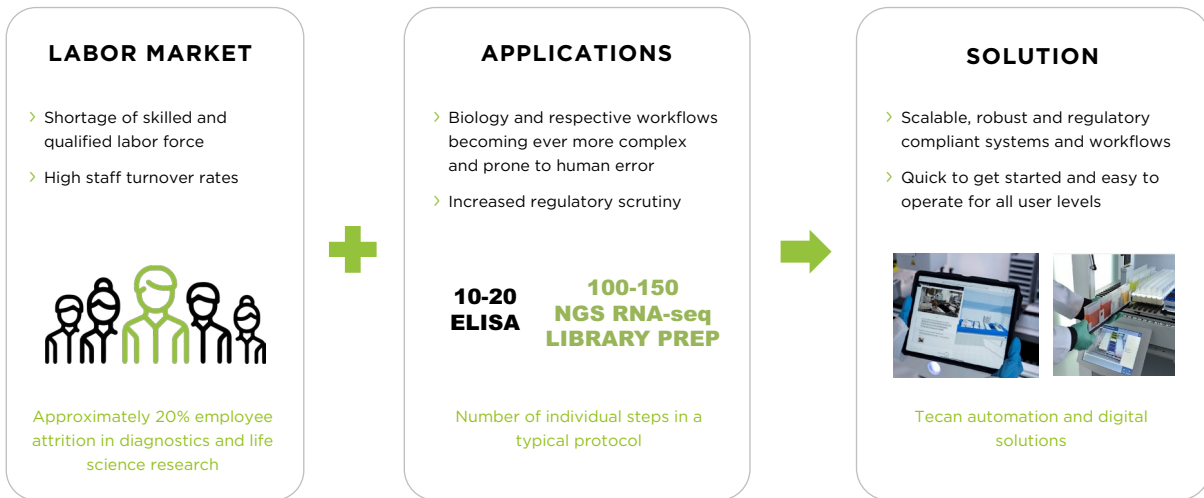 LABOR MARKET
Shortage of skilled and
qualified labor force
High staff turnover rates
Approximately 20% employee
attrition in diagnostics and life
science research
APPLICATIONS
Biology and respective workflows
becoming ever more complex
and prone to human error
Increased regulatory scrutiny
10-20
ELISA
100-150
NGS RNA-seq
LIBRARY PREP
Number of individual steps in a
typical protocol
SOLUTION
Scalable, robust and regulatory
compliant systems and workflows
Quick to get started and easy to
operate for all user levels
Tecan automation and digital
solutions